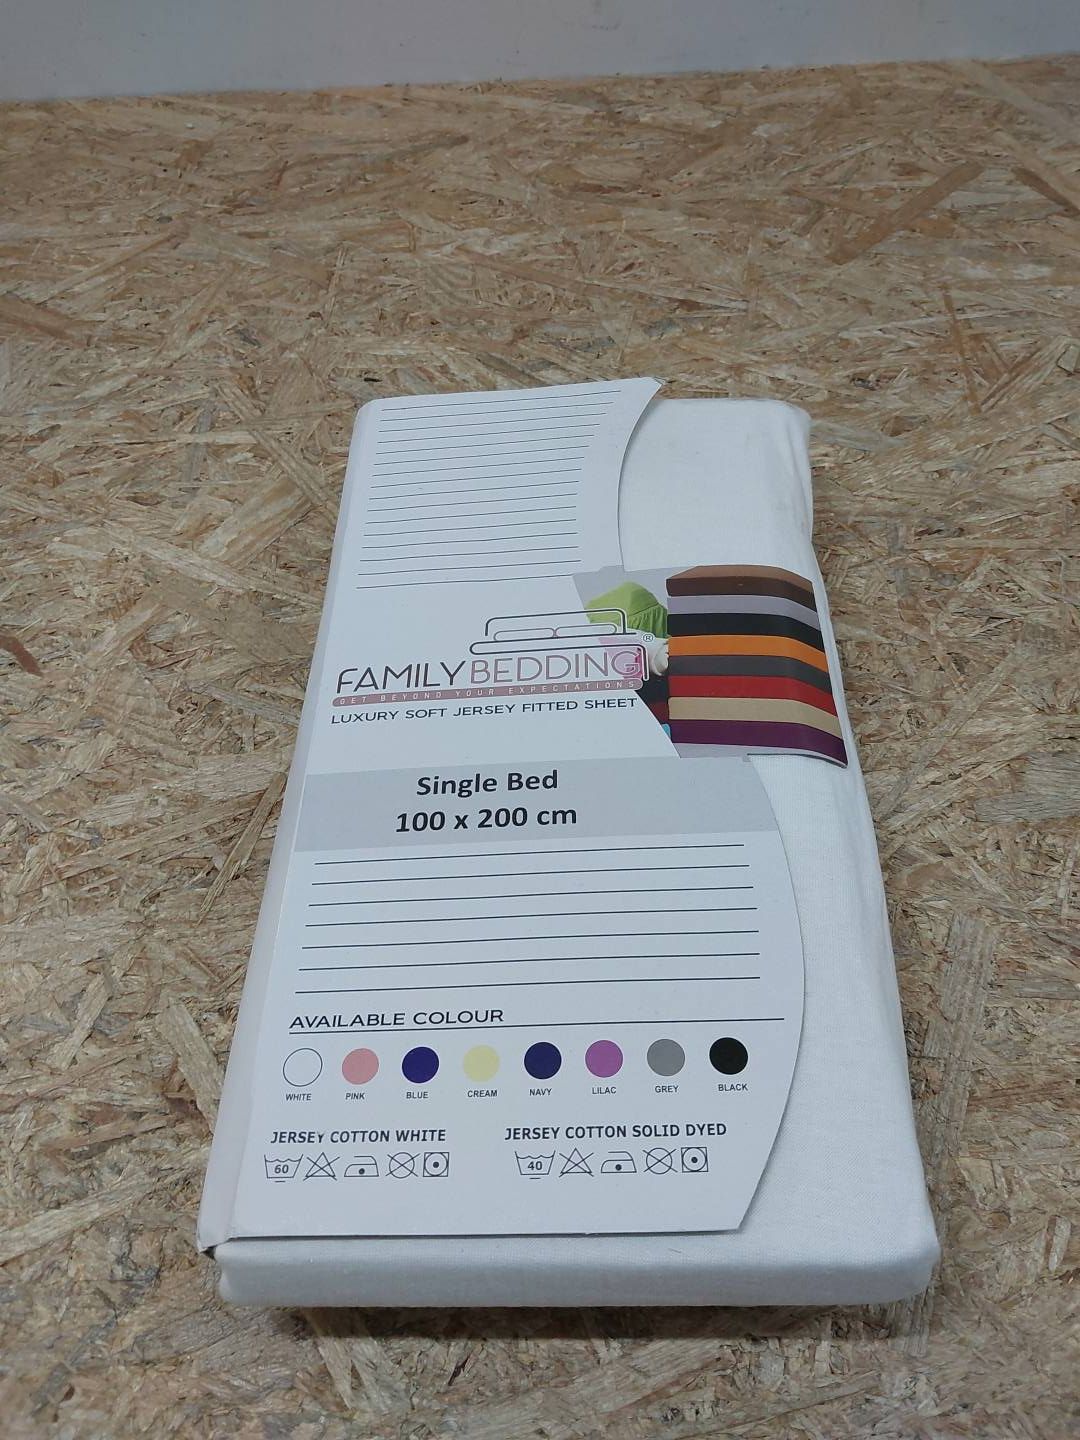 FAMILYBEDDING®
GET BEYOND YOUR EXPECTATIONS
LUXURY SOFT JERSEY FITTED SHEET
Single Bed
100 x 200 cm
AVAILABLE COLOUR
WHITE PINK BLUE CREAM NAVY LILAC GREY BLACK
JERSEY COTTON WHITE JERSEY COTTON SOLID DYED
60 40